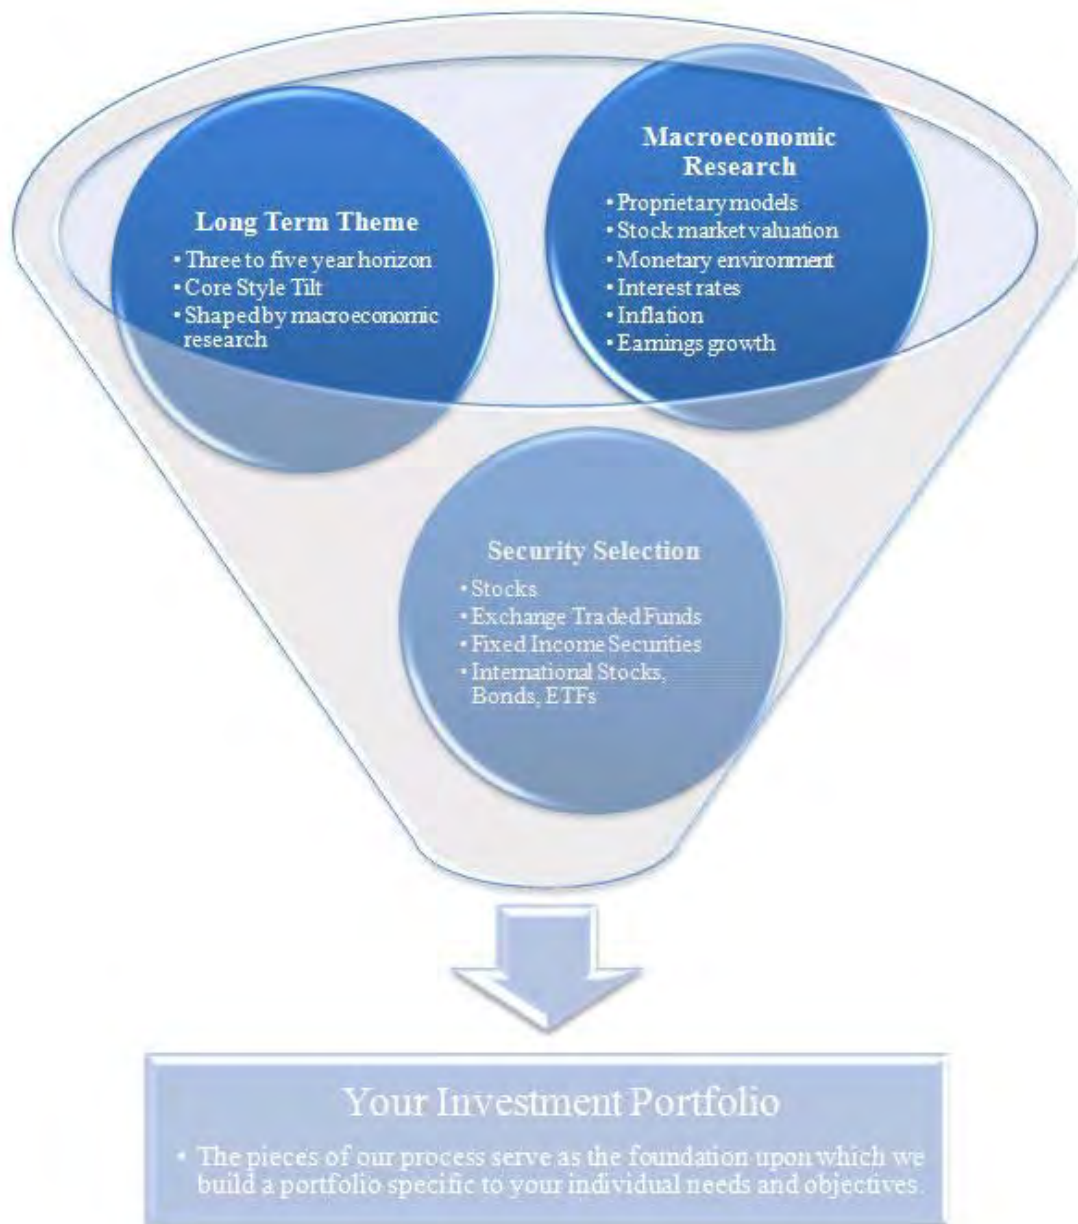 Long Term Theme
• Three to five year horizon
• Core Style Tilt
• Shaped by macroeconomic
research
Macroeconomic
Research
• Proprietary models
• Stock market valuation
• Monetary environment
• Interest rates
• Inflation
• Earnings growth
Security Selection
• Stocks
• Exchange Traded Funds
• Fixed Income Securities
• International Stocks,
Bonds, ETFs
Your Investment Portfolio
• The pieces of our process serve as the foundation upon which we
build a portfolio specific to your individual needs and objectives.